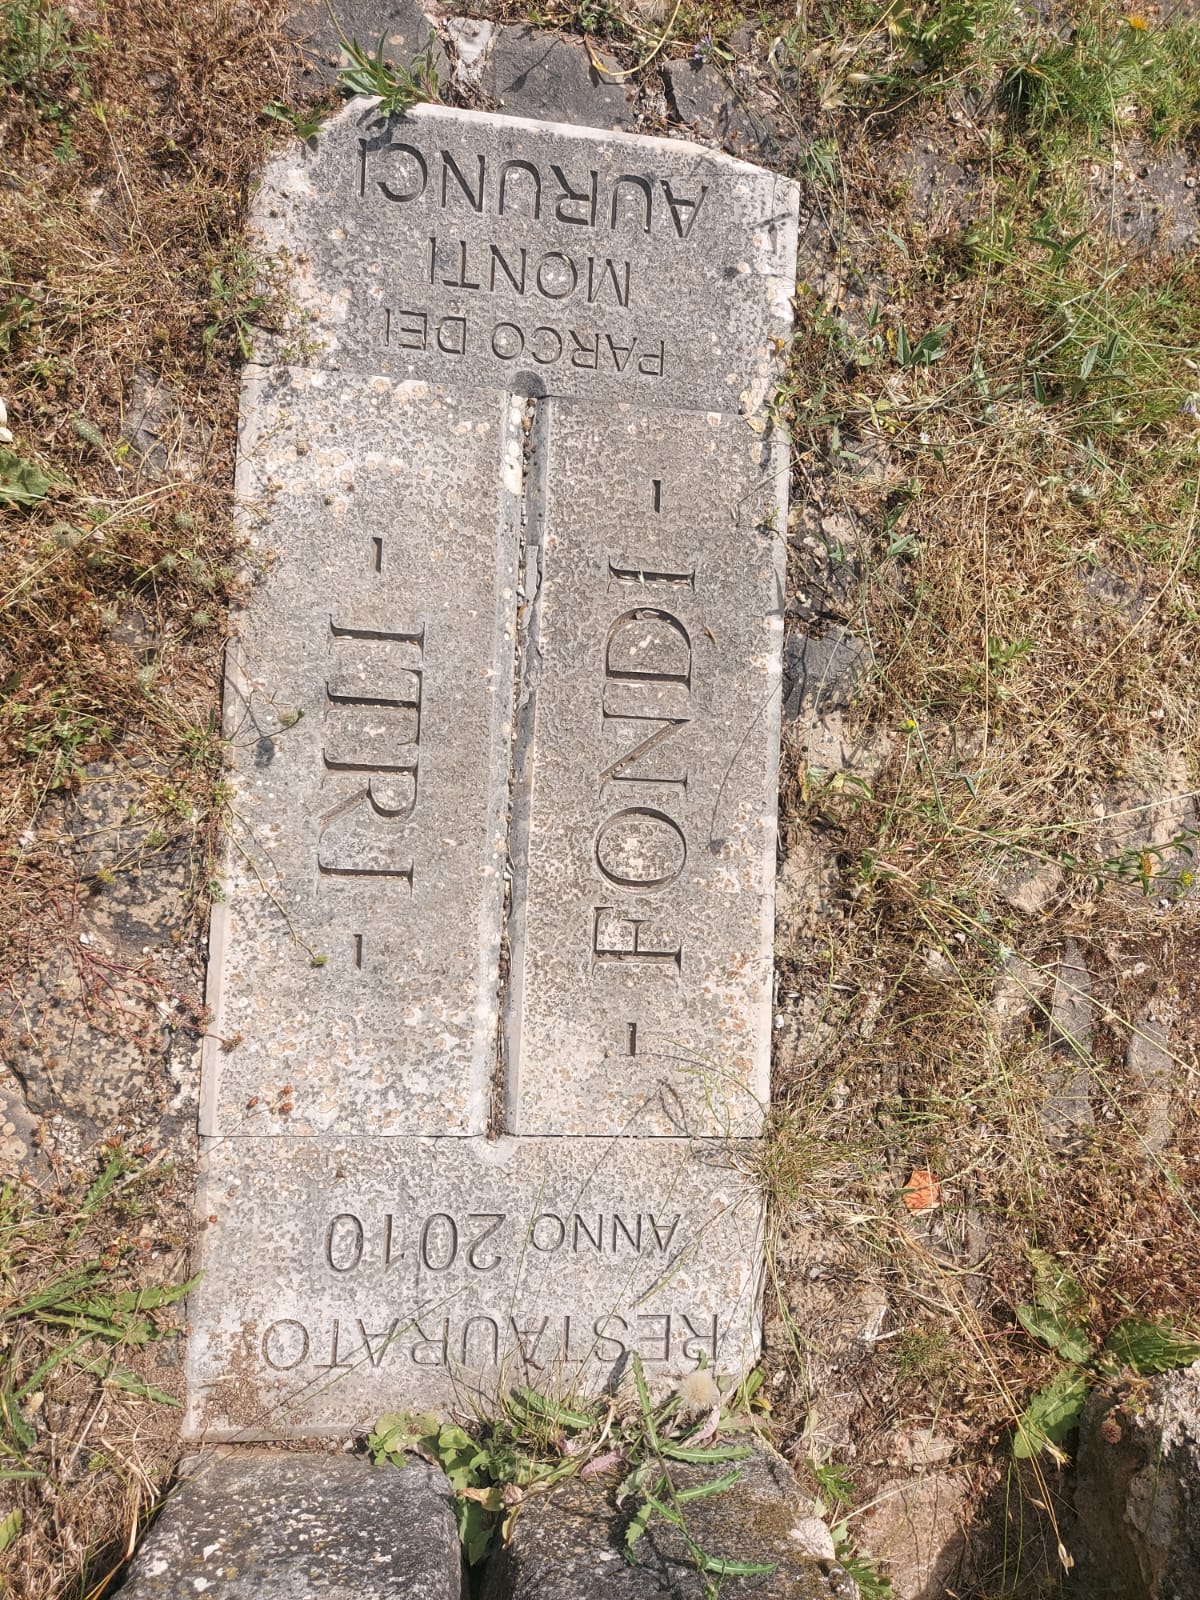 RESTAURATO
ANNO 2010
- FONDI -
- ITRI -
PARCO DEI
MONTI
AURUNCI